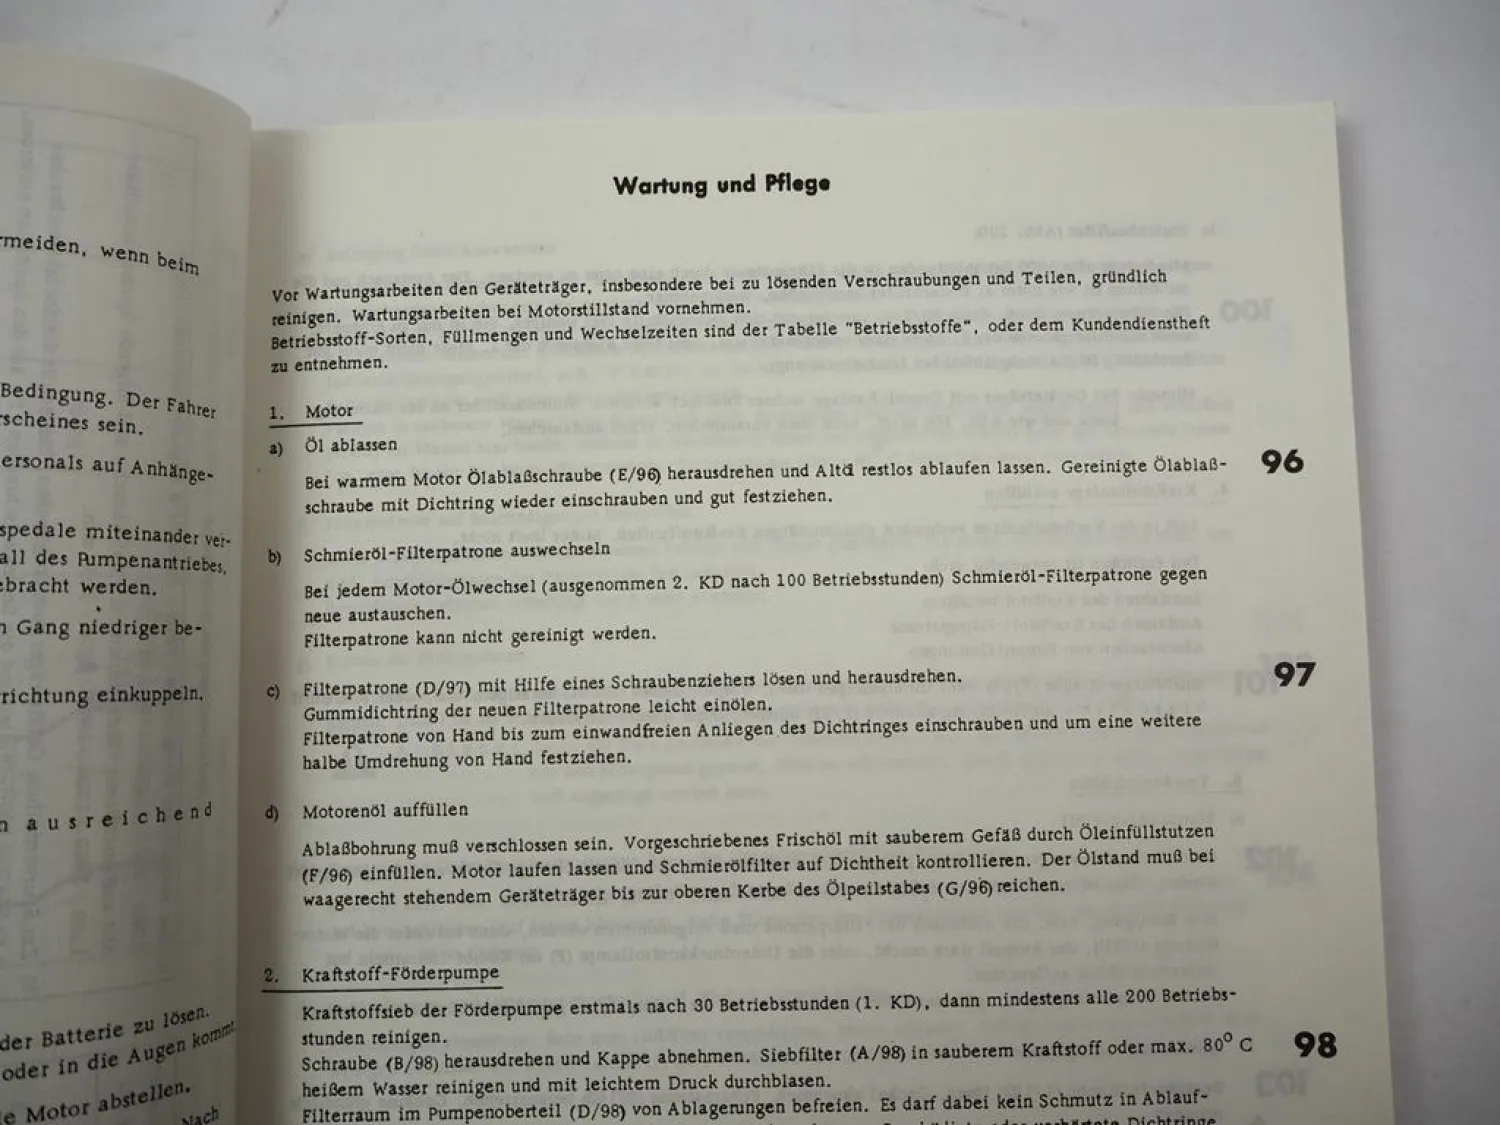 rmeiden, wenn beim
Bedingung. Der Fahrer
rscheines sein.
ersonals auf Anhänge-
spedale miteinander ver-
all des Pumpenantriebes,
ebracht werden.
n Gang niedriger be-
richtung einkuppeln.
n ausreichend
der Batterie zu lösen.
oder in die Augen kommt
e Motor abstellen.
Nach
Wartung und Pflege
Vor Wartungsarbeiten den Geräteträger, insbesondere bei zu lösenden Verschraubungen und Teilen, gründlich
reinigen. Wartungsarbeiten bei Motorstillstand vornehmen.
Betriebsstoff-Sorten, Füllmengen und Wechselzeiten sind der Tabelle "Betriebsstoffe", oder dem Kundendienstheft
zu entnehmen.
1. Motor
a) Öl ablassen
Bei warmem Motor Ölablaßschraube (E/96) herausdrehen und Altöl restlos ablaufen lassen. Gereinigte Ölablaß- 96
schraube mit Dichtring wieder einschrauben und gut festziehen.
b) Schmieröl-Filterpatrone auswechseln
Bei jedem Motor-Ölwechsel (ausgenommen 2. KD nach 100 Betriebsstunden) Schmieröl-Filterpatrone gegen
neue austauschen.
Filterpatrone kann nicht gereinigt werden.
c) Filterpatrone (D/97) mit Hilfe eines Schraubenziehers lösen und herausdrehen. 97
Gummidichtring der neuen Filterpatrone leicht einölen.
Filterpatrone von Hand bis zum einwandfreien Anliegen des Dichtringes einschrauben und um eine weitere
halbe Umdrehung von Hand festziehen.
d) Motorenöl auffüllen
Ablaßbohrung muß verschlossen sein. Vorgeschriebenes Frischöl mit sauberem Gefäß durch Öleinfüllstutzen
(F/96) einfüllen. Motor laufen lassen und Schmierölfilter auf Dichtheit kontrollieren. Der Ölstand muß bei
waagerecht stehendem Geräteträger bis zur oberen Kerbe des Ölpeilstabes (G/96) reichen.
2. Kraftstoff-Förderpumpe
Kraftstoffsieb der Förderpumpe erstmals nach 30 Betriebsstunden (1. KD), dann mindestens alle 200 Betriebs-
stunden reinigen.
Schraube (B/98) herausdrehen und Kappe abnehmen. Siebfilter (A/98) in sauberem Kraftstoff oder max. 80° C 98
heißem Wasser reinigen und mit leichtem Druck durchblasen.
Filterraum im Pumpenoberteil (D/98) von Ablagerungen befreien. Es darf dabei kein Schmutz in Ablauf-
oder verhärtete Dichtringe